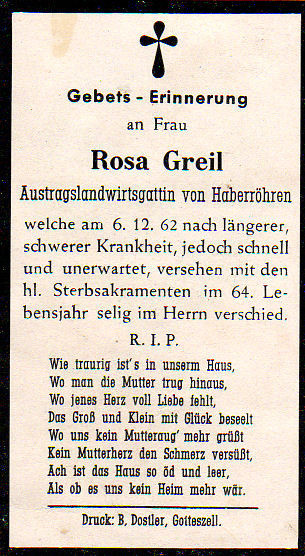 Gebets - Erinnerung
an Frau
Rosa Greil
Austragslandwirtsgattin von Haberröhren
welche am 6. 12. 62 nach längerer,
schwerer Krankheit, jedoch schnell
und unerwartet, versehen mit den
hl. Sterbsakramenten im 64. Le-
bensjahr selig im Herrn verschied.
R. I. P.
Wie traurig ist's in unserm Haus,
Wo man die Mutter trug hinaus,
Wo jenes Herz voll Liebe fehlt,
Das Groß und Klein mit Glück beseelt
Wo uns kein Mutteraug' mehr grüßt
Kein Mutterherz den Schmerz versüßt,
Ach ist das Haus so öd und leer,
Als ob es uns kein Heim mehr wär.
Druck: B, Dostler, Gotteszell.